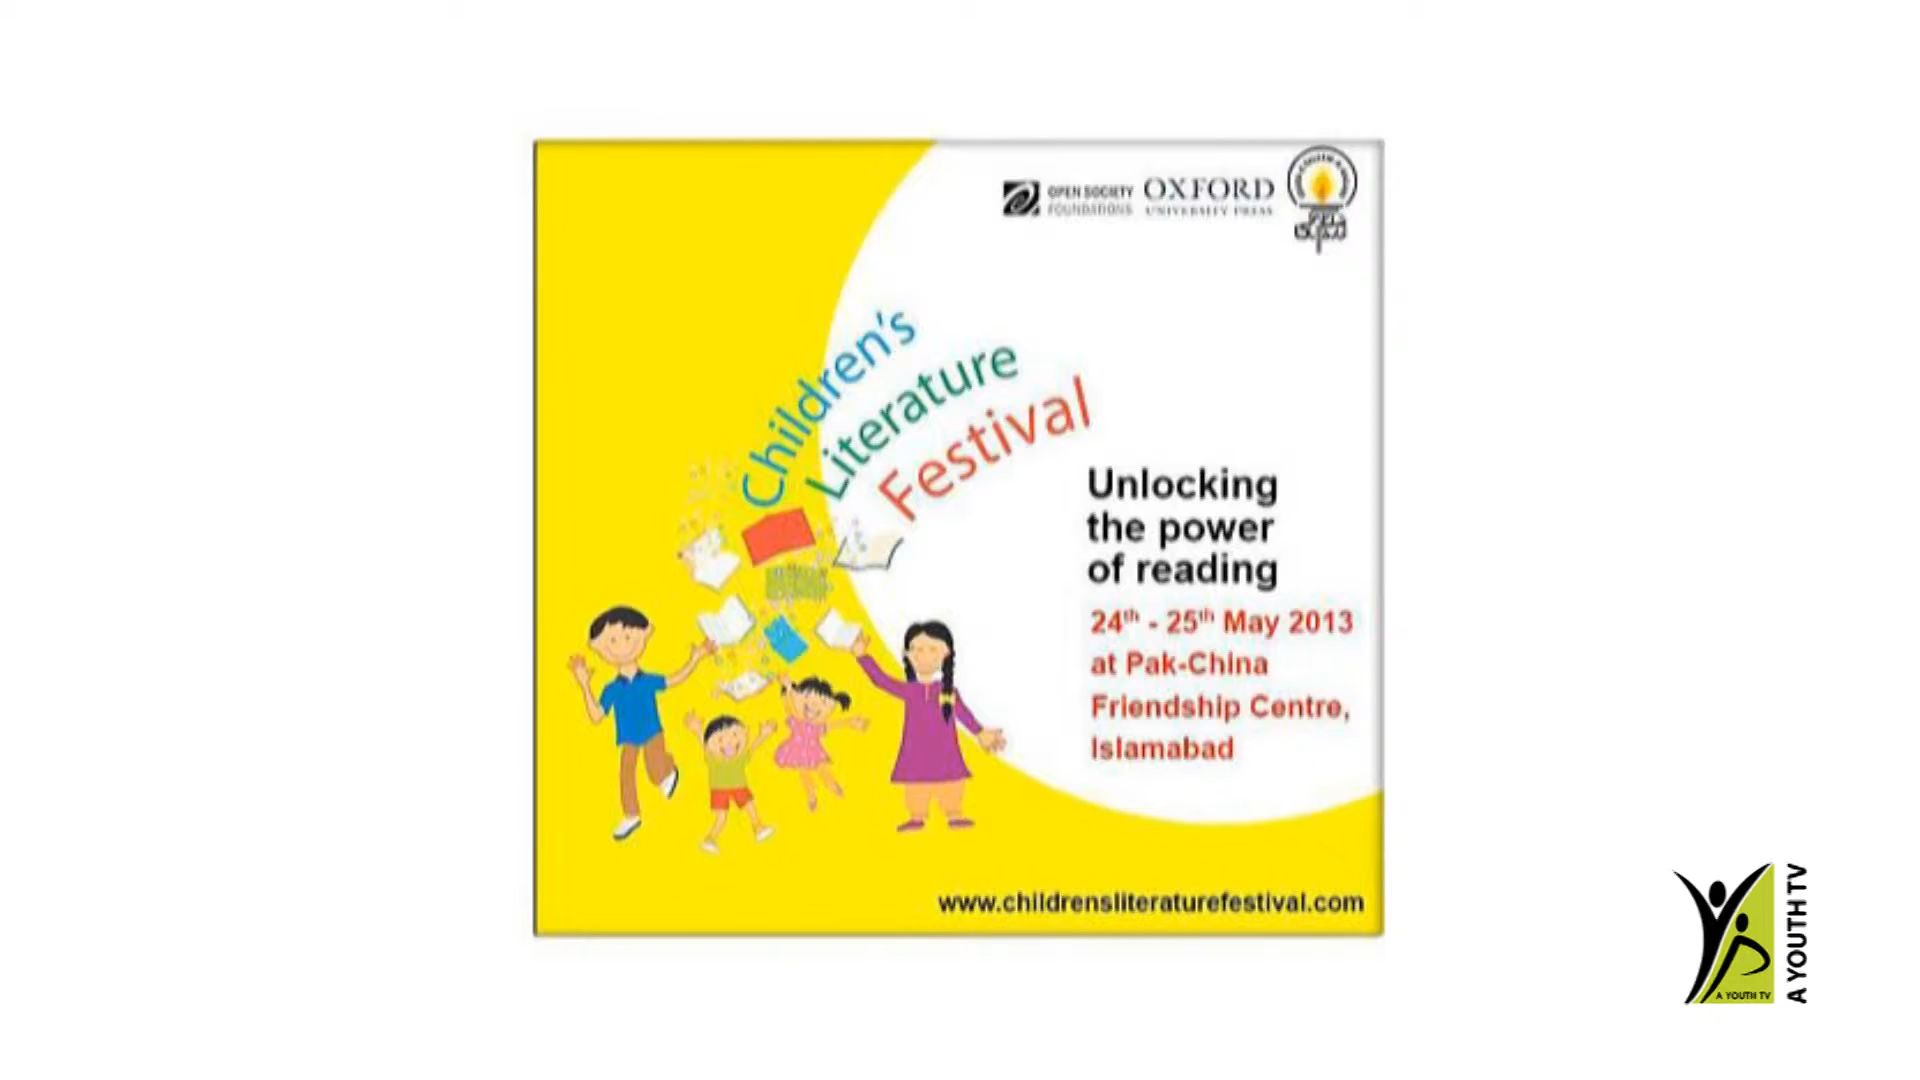 OPEN SOCIETY
FOUNDATIONS
OXFORD
UNIVERSITY PRESS
Children's
Literature
Festival
Unlocking
the power
of reading
24th - 25th May 2013
at Pak-China
Friendship Centre,
Islamabad
www.childrensliteraturefestival.com
A YOUTH TV
A YOUTH TV